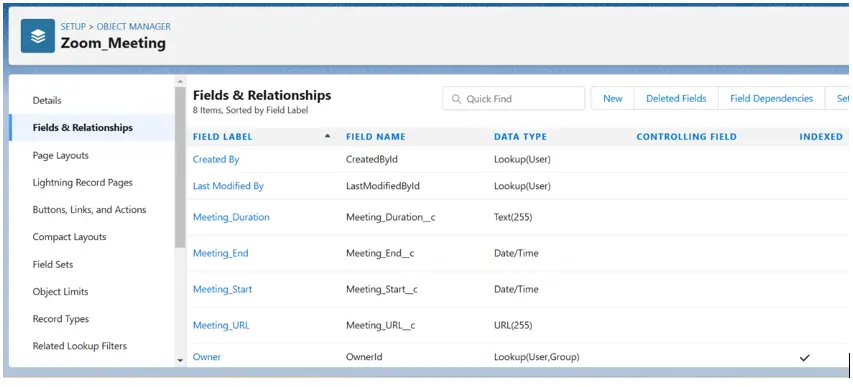 SETUP > OBJECT MANAGER
Zoom_Meeting
Details
Fields & Relationships
Page Layouts
Lightning Record Pages
Buttons, Links, and Actions
Compact Layouts
Field Sets
Object Limits
Record Types
Related Lookup Filters
Fields & Relationships
8 Items, Sorted by Field Label
Quick Find
New
Deleted Fields
Field Dependencies
FIELD LABEL FIELD NAME DATA TYPE CONTROLLING FIELD INDEXED
Created By CreatedById Lookup(User)
Last Modified By LastModifiedById Lookup(User)
Meeting_Duration Meeting_Duration__c Text(255)
Meeting_End Meeting_End__c Date/Time
Meeting_Start Meeting_Start__c Date/Time
Meeting_URL Meeting_URL__c URL(255)
Owner OwnerId Lookup(User,Group)